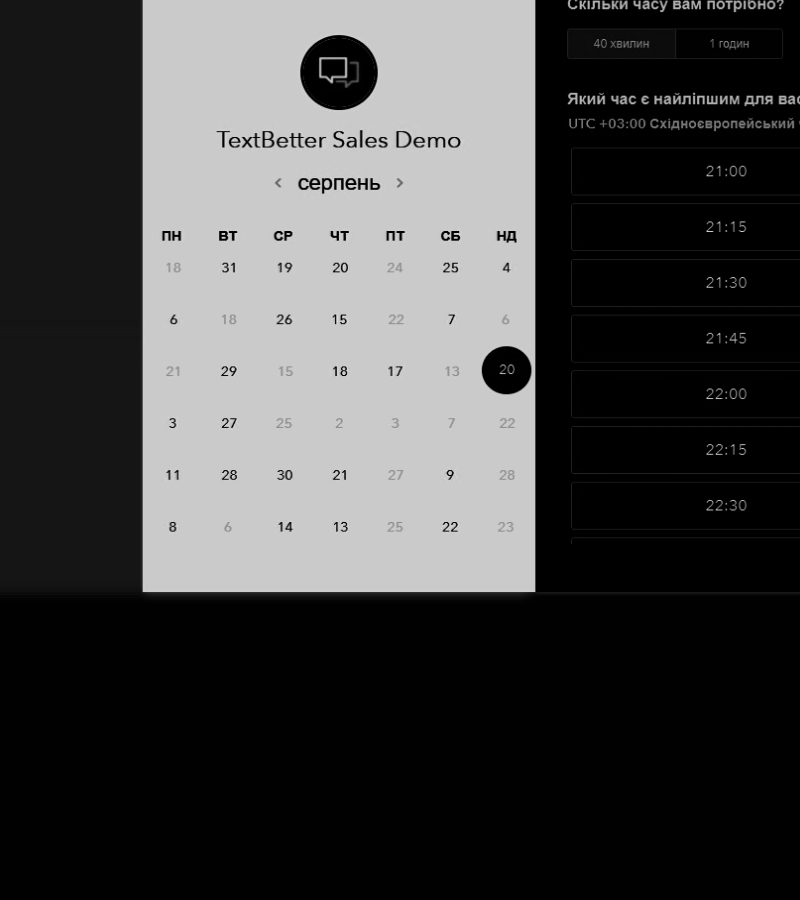 TextBetter Sales Demo
серпень
ПН ВТ СР ЧТ ПТ СБ НД
18 31 19 20 24 25 4
6 18 26 15 22 7 6
21 29 15 18 17 13 20
3 27 25 2 3 7 22
11 28 30 21 27 9 28
8 6 14 13 25 22 23
Скільки часу вам потрібно?
40 хвилин 1 годин
Який час є найліпшим для
UTC +03:00 Східноєвропейський
21:00
21:15
21:30
21:45
22:00
22:15
22:30